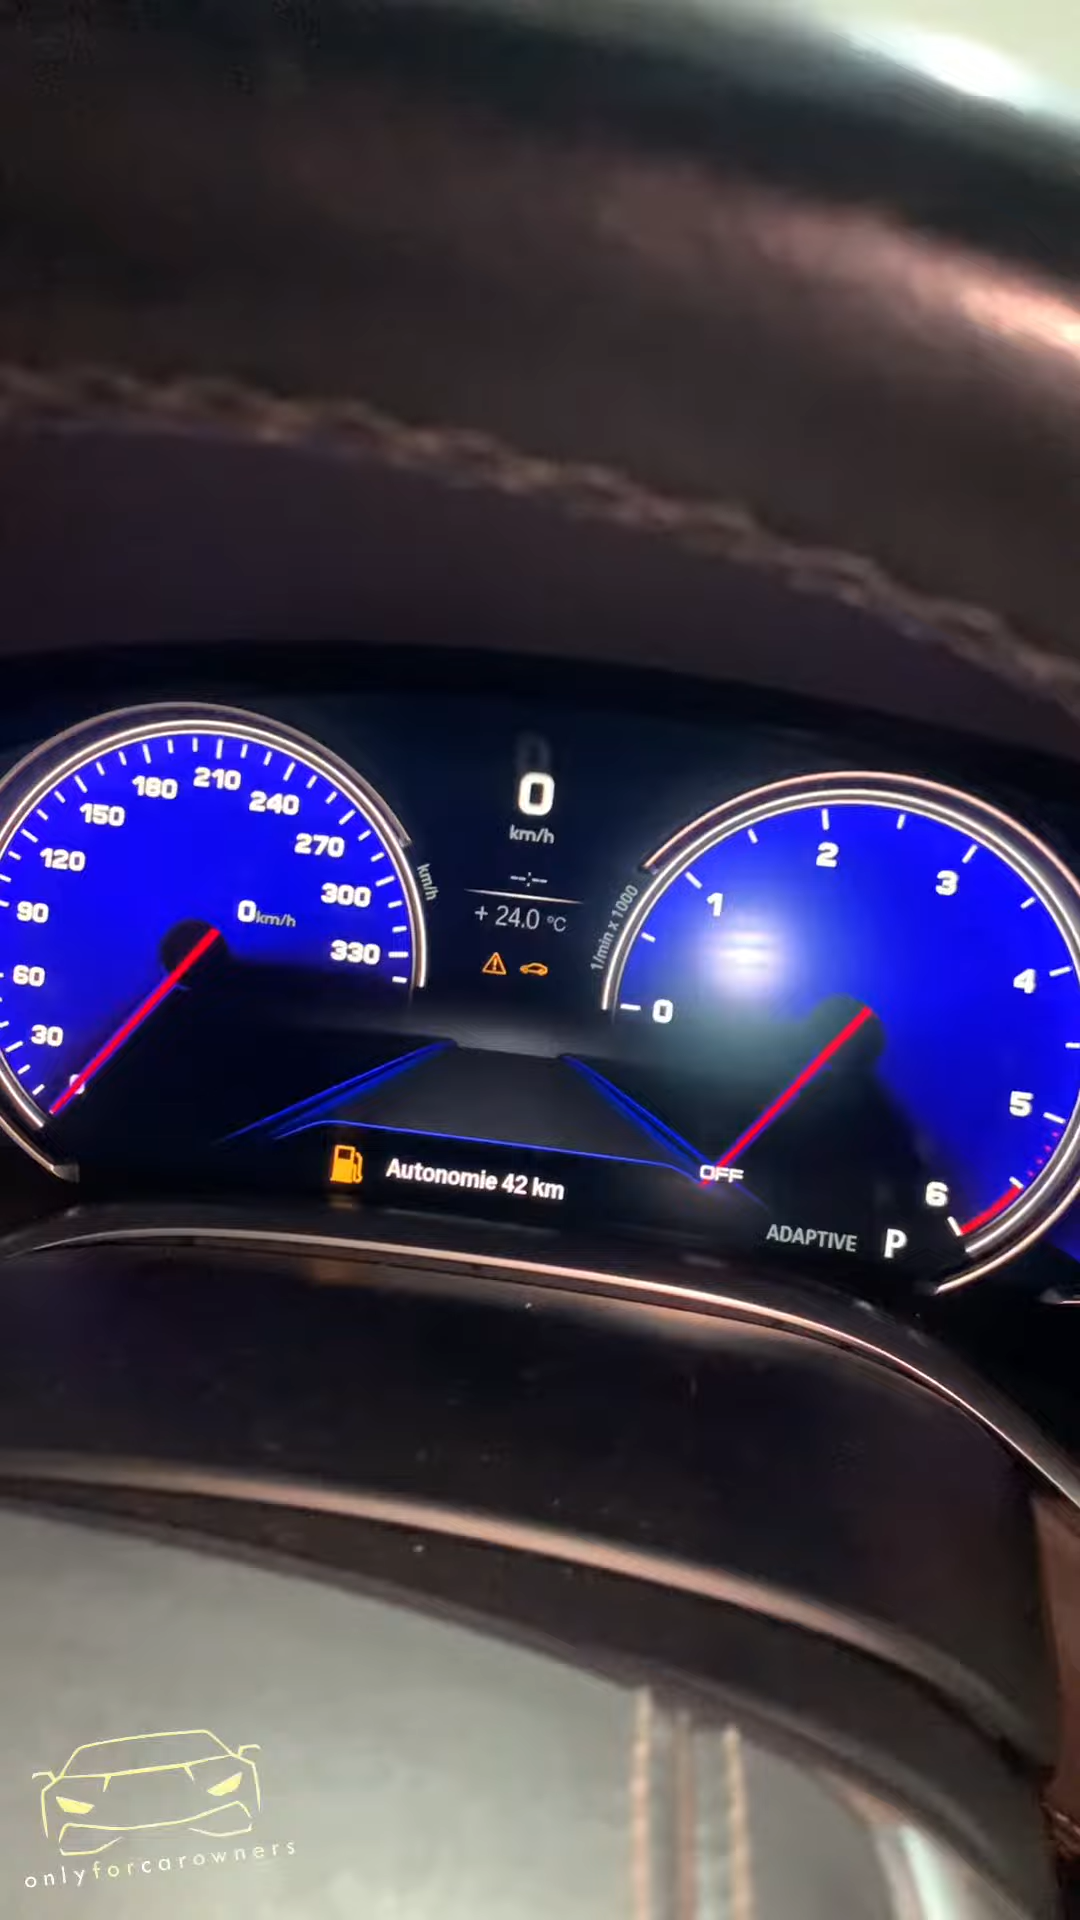 0
km/h
--:--
+ 24.0 °C
0 30 60 90 120 150 180 210 240 270 300 330
km/h
0km/h
1/min x 1000
0 1 2 3 4 5 6
OFF
Autonomie 42 km
ADAPTIVE P
onlyforcarowners